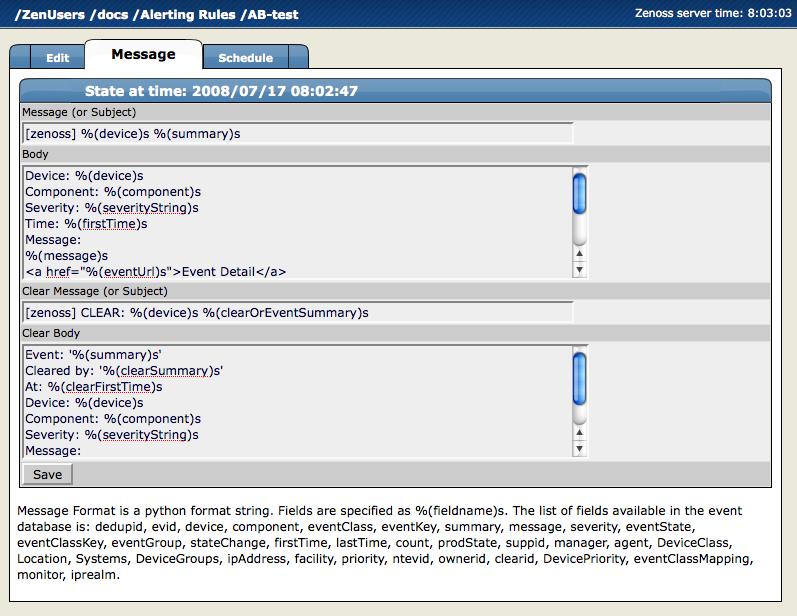 /ZenUsers /docs /Alerting Rules /AB-test
Zenoss server time: 8:03:03
Edit
Message
Schedule
State at time: 2008/07/17 08:02:47
Message (or Subject)
[zenoss] %(device)s %(summary)s
Body
Device: %(device)s
Component: %(component)s
Severity: %(severityString)s
Time: %(firstTime)s
Message:
%(message)s
<a href="%(eventUrl)s">Event Detail</a>
Clear Message (or Subject)
[zenoss] CLEAR: %(device)s %(clearOrEventSummary)s
Clear Body
Event: '%(summary)s'
Cleared by: '%(clearSummary)s'
At: %(clearFirstTime)s
Device: %(device)s
Component: %(component)s
Severity: %(severityString)s
Message:
Save
Message Format is a python format string. Fields are specified as %(fieldname)s. The list of fields available in the event
database is: dedupid, evid, device, component, eventClass, eventKey, summary, message, severity, eventState,
eventClassKey, eventGroup, stateChange, firstTime, lastTime, count, prodState, suppid, manager, agent, DeviceClass,
Location, Systems, DeviceGroups, ipAddress, facility, priority, ntevid, ownerid, clearid, DevicePriority, eventClassMapping,
monitor, iprealm.